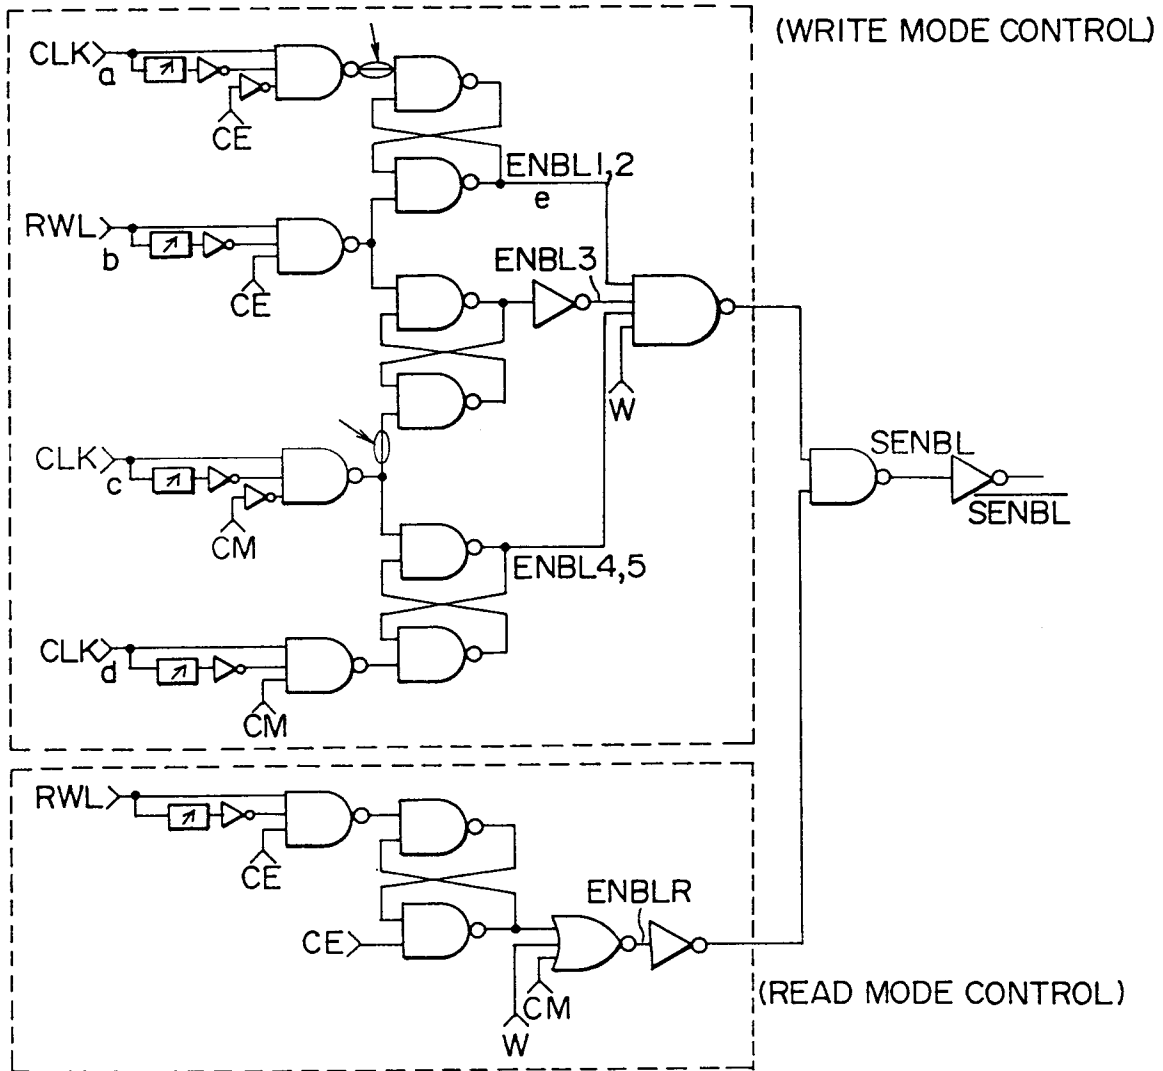 (WRITE MODE CONTROL)
CLK
a
CE
ENBL1,2
e
RWL
b
CE
ENBL3
W
CLK
c
CM
SENBL
SENBL
ENBL4,5
CLK
d
CM
RWL
CE
ENBLR
CE
CM
W
(READ MODE CONTROL)